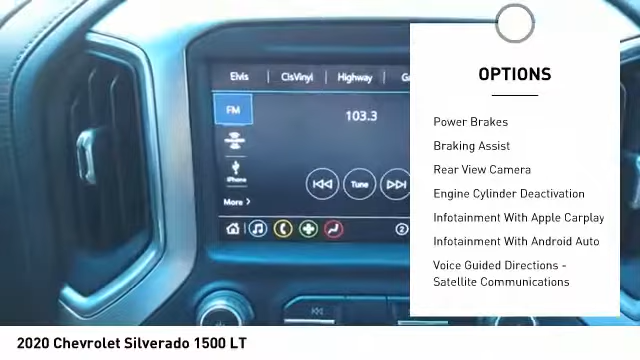 Elvis
ClsVinyl
Highway
FM
103.3
iPhone
Tune
More >
2
OPTIONS
Power Brakes
Braking Assist
Rear View Camera
Engine Cylinder Deactivation
Infotainment With Apple Carplay
Infotainment With Android Auto
Voice Guided Directions -
Satellite Communications
2020 Chevrolet Silverado 1500 LT